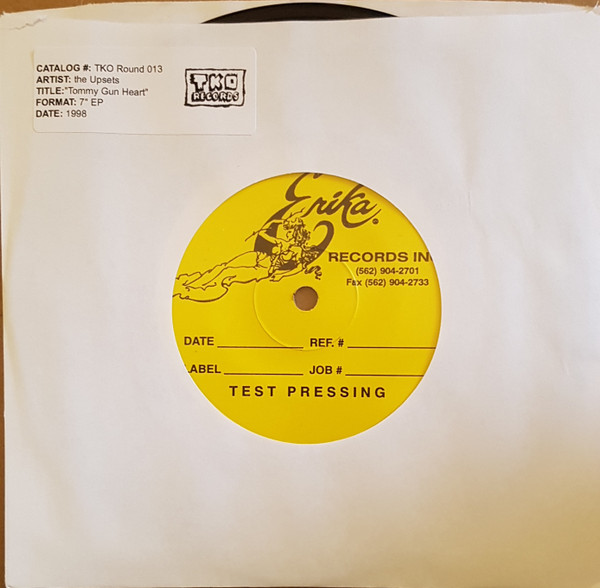 CATALOG #: TKO Round 013
ARTIST: the Upsets
TITLE:"Tommy Gun Heart"
FORMAT: 7" EP
DATE: 1998
TKO
RECORDS
Erika
RECORDS IN
(562) 904-2701
Fax (562) 904-2733
DATE REF. #
LABEL JOB #
TEST PRESSING